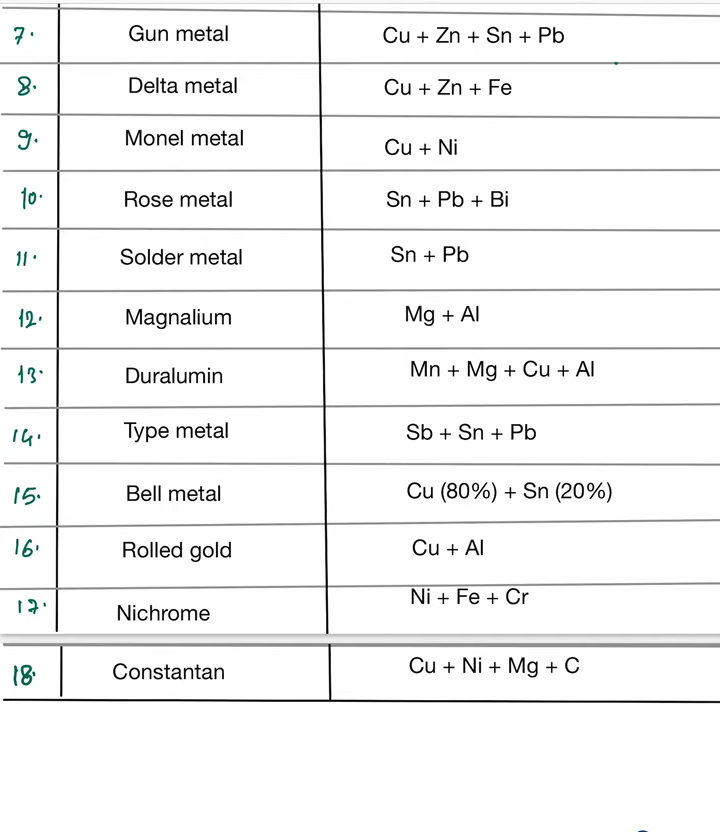 7. Gun metal Cu + Zn + Sn + Pb
8. Delta metal Cu + Zn + Fe
9. Monel metal Cu + Ni
10. Rose metal Sn + Pb + Bi
11. Solder metal Sn + Pb
12. Magnalium Mg + Al
13. Duralumin Mn + Mg + Cu + Al
14. Type metal Sb + Sn + Pb
15. Bell metal Cu (80%) + Sn (20%)
16. Rolled gold Cu + Al
17. Nichrome Ni + Fe + Cr
18. Constantan Cu + Ni + Mg + C